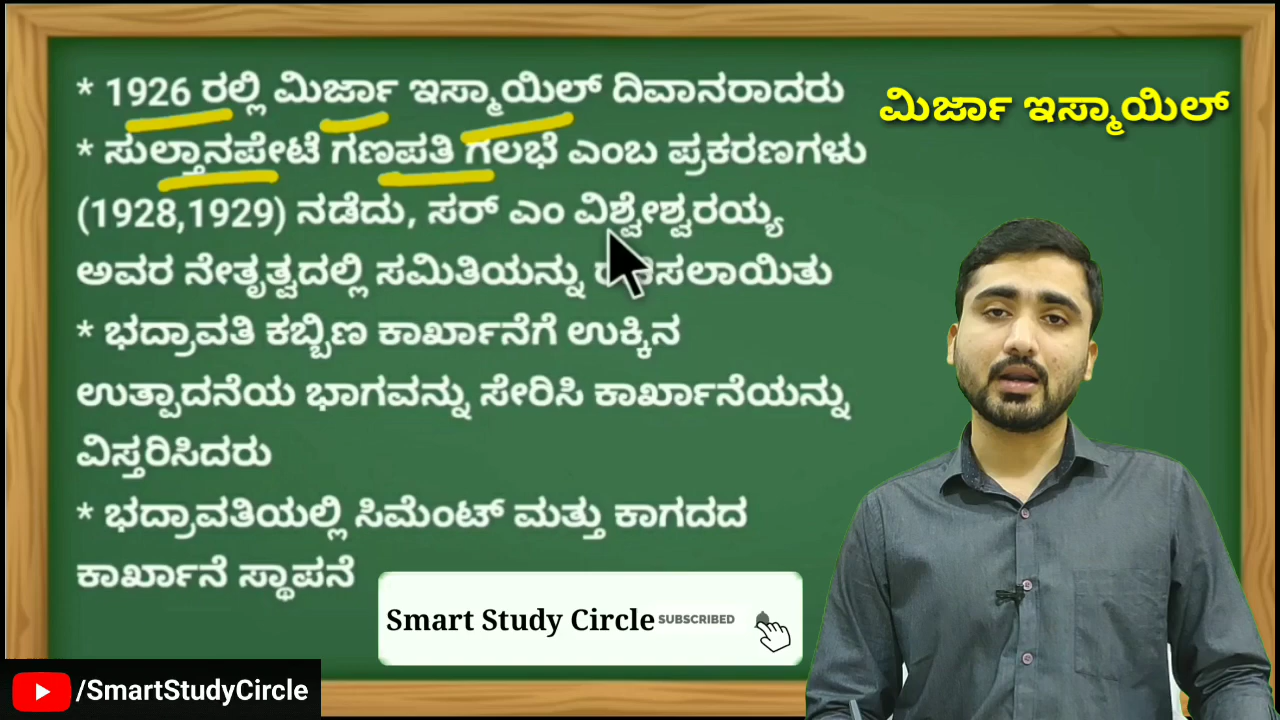 * 1926 ರಲ್ಲಿ ಮಿರ್ಜಾ ಇಸ್ಮಾಯಿಲ್ ದಿವಾನರಾದರು
ಮಿರ್ಜಾ ಇಸ್ಮಾಯಿಲ್
* ಸುಲ್ತಾನಪೇಟೆ ಗಣಪತಿ ಗಲಭೆ ಎಂಬ ಪ್ರಕರಣಗಳು
(1928,1929) ನಡೆದು, ಸರ್ ಎಂ ವಿಶ್ವೇಶ್ವರಯ್ಯ
ಅವರ ನೇತೃತ್ವದಲ್ಲಿ ಸಮಿತಿಯನ್ನು
* ಭದ್ರಾವತಿ ಕಬ್ಬಿಣ ಕಾರ್ಖಾನೆಗೆ ಉಕ್ಕಿನ
ಉತ್ಪಾದನೆಯ ಭಾಗವನ್ನು ಸೇರಿಸಿ ಕಾರ್ಖಾನೆಯನ್ನು
ವಿಸ್ತರಿಸಿದರು
* ಭದ್ರಾವತಿಯಲ್ಲಿ ಸಿಮೆಂಟ್ ಮತ್ತು ಕಾಗದದ
ಕಾರ್ಖಾನೆ ಸ್ಥಾಪನೆ
Smart Study Circle SUBSCRIBED
/SmartStudyCircle